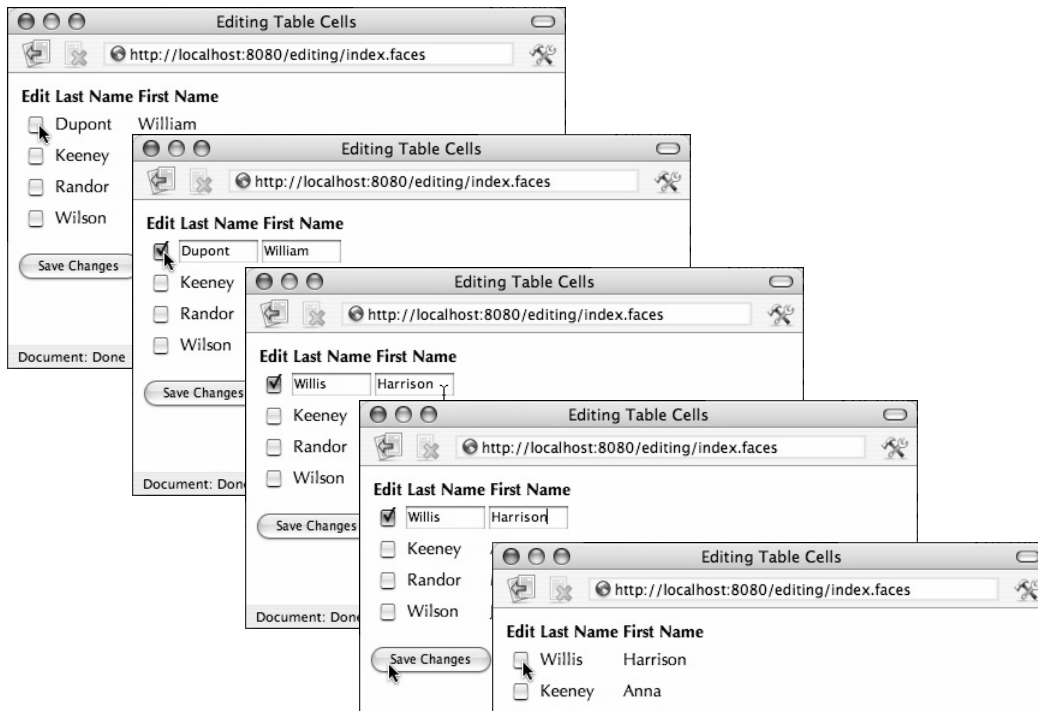 Editing Table Cells
http://localhost:8080/editing/index.faces
Edit Last Name First Name
Dupont William
Keeney
Randor
Wilson
Save Changes
Document: Done
Editing Table Cells
http://localhost:8080/editing/index.faces
Edit Last Name First Name
Dupont William
Keeney
Randor
Wilson
Save Changes
Editing Table Cells
http://localhost:8080/editing/index.faces
Edit Last Name First Name
Willis Harrison
Keeney
Randor
Wilson
Save Changes
Editing Table Cells
http://localhost:8080/editing/index.faces
Edit Last Name First Name
Willis Harrison
Keeney
Randor
Wilson
Save Changes
Editing Table Cells
http://localhost:8080/editing/index.faces
Edit Last Name First Name
Willis Harrison
Keeney Anna